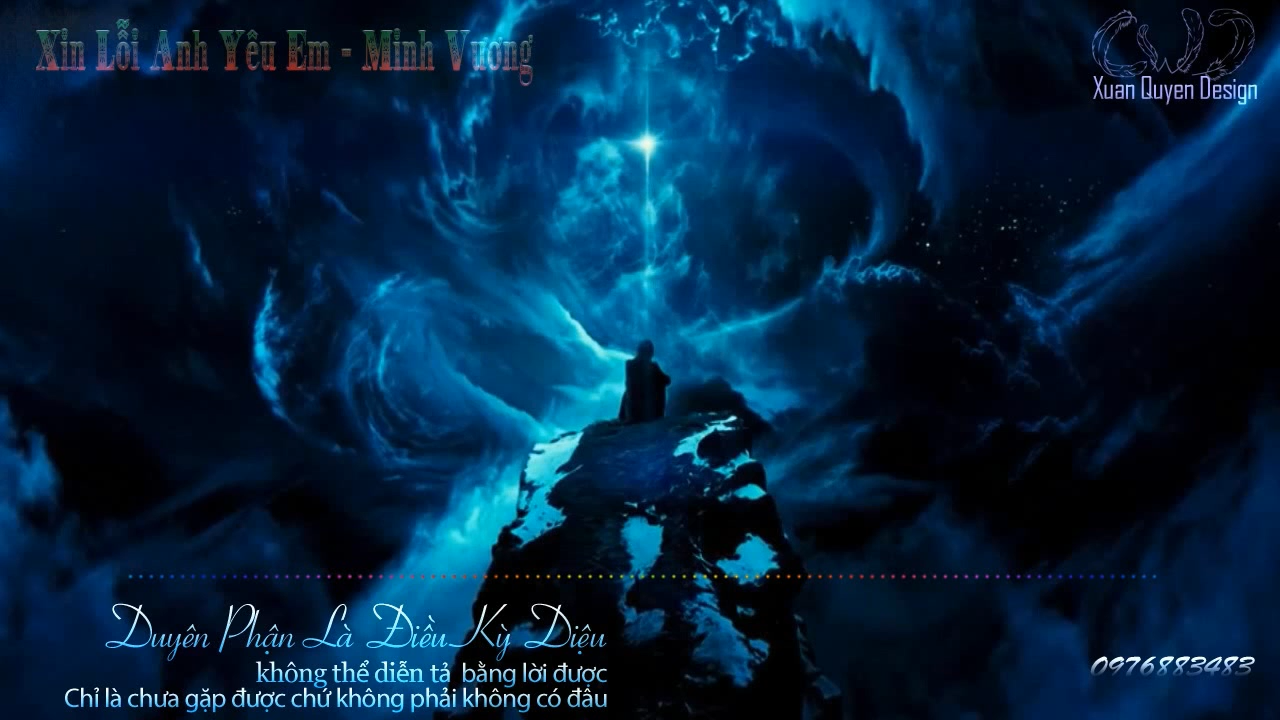 Xin Lỗi Anh Yêu Em - Minh Vương
Xuan Quyen Design
Duyên Phận Là Điều Kỳ Diệu
không thể diễn tả bằng lời được
Chỉ là chưa gặp được chứ không phải không có đấu
0976883483